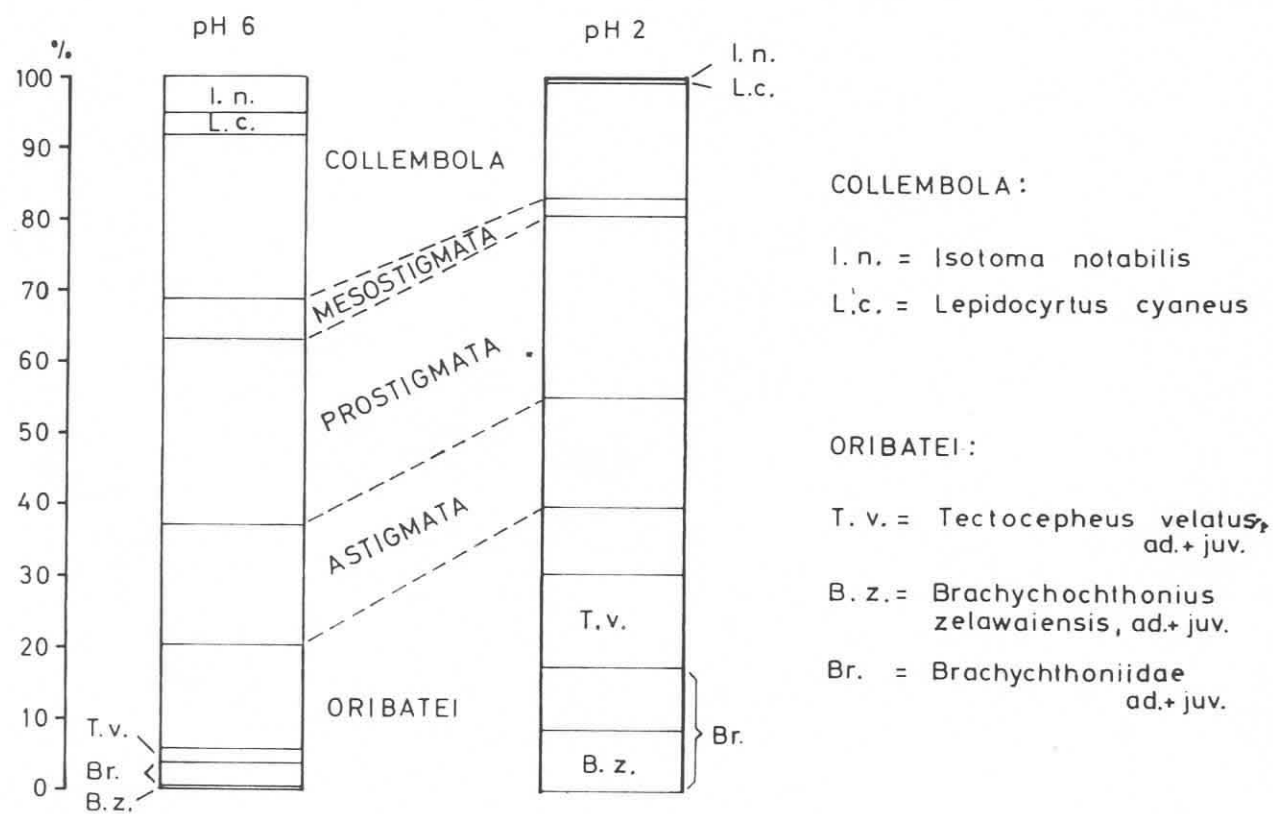 pH 6
pH 2
%
100
90
80
70
60
50
40
30
20
10
0
I. n.
L. c.
T. v.
Br.
B. z.
COLLEMBOLA
MESOSTIGMATA
PROSTIGMATA
ASTIGMATA
ORIBATEI
I. n.
L.c.
T. v.
B. z.
Br.
COLLEMBOLA :
I. n. = Isotoma notabilis
L.c. = Lepidocyrtus cyaneus
ORIBATEI :
T. v. = Tectocepheus velatus,
ad.+ juv.
B. z. = Brachychochthonius
zelawaiensis, ad.+ juv.
Br. = Brachychthoniidae
ad.+ juv.